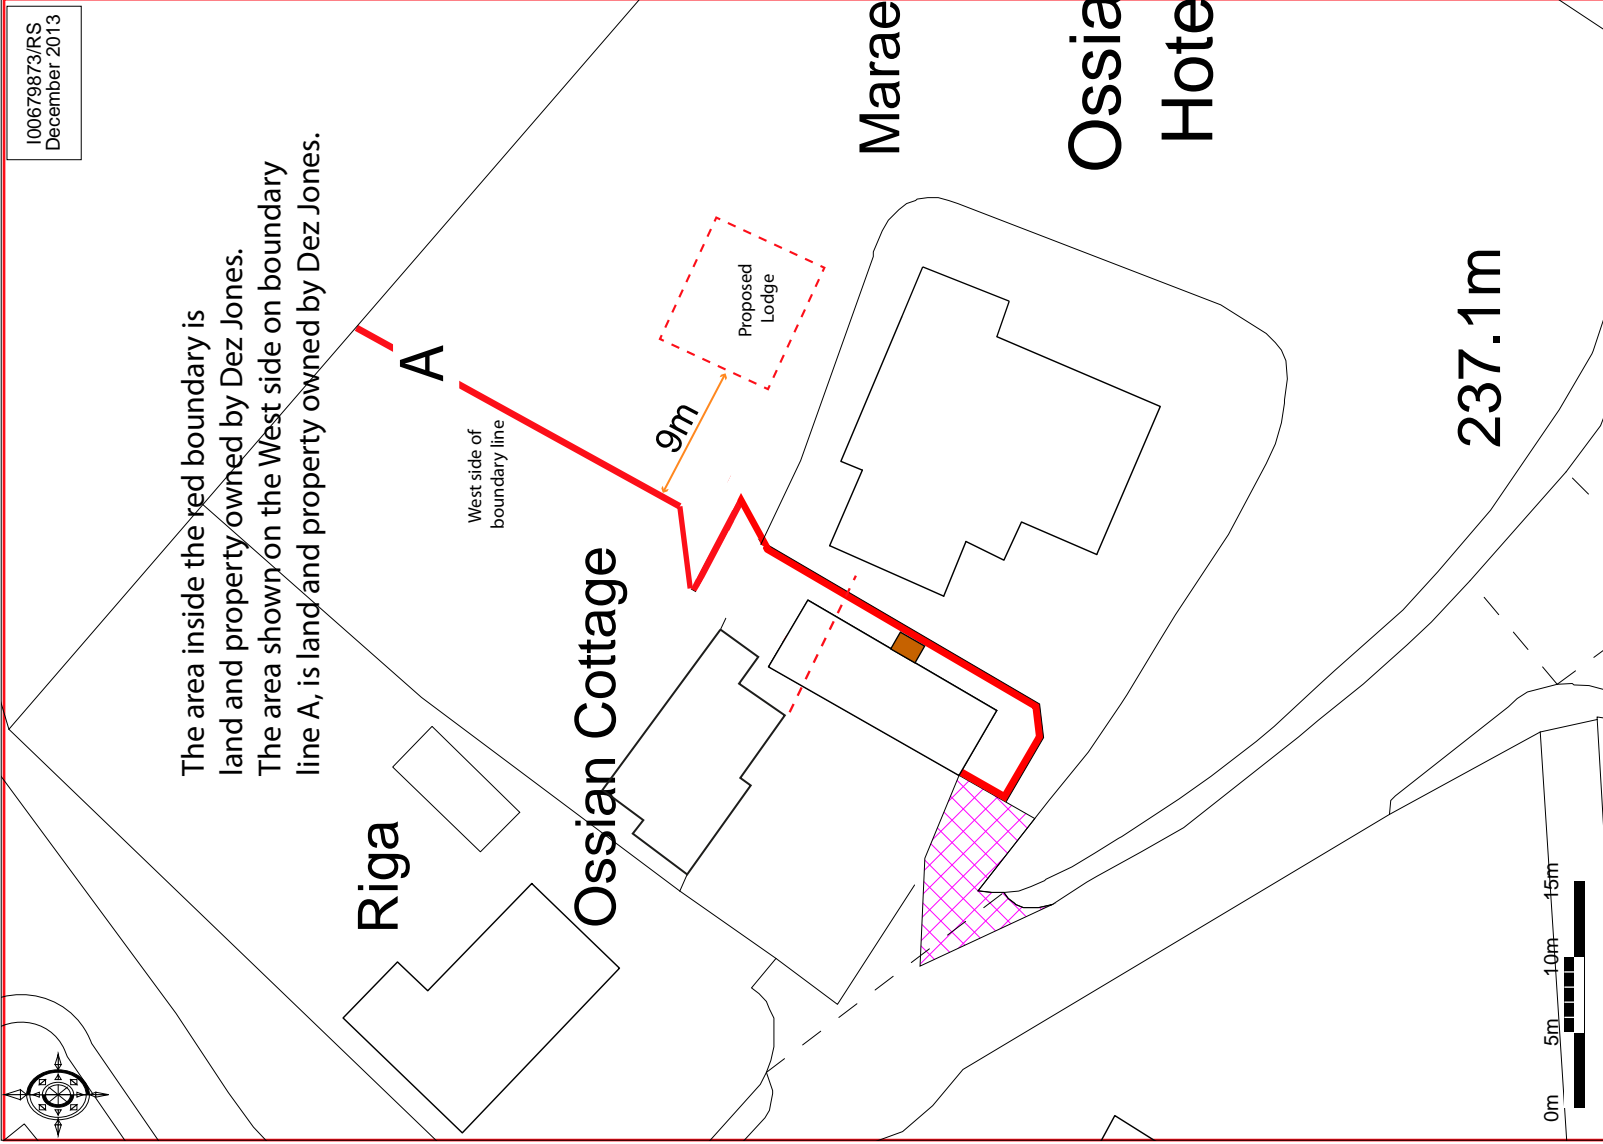 I00679873/RS
December 2013
The area inside the red boundary is
land and property owned by Dez Jones.
The area shown on the West side on boundary
line A, is land and property owned by Dez Jones.
A
West side of
boundary line
9m
Proposed
Lodge
Marae
Ossia
Hote
Riga
Ossian Cottage
237.1m
0m
5m
10m
15m